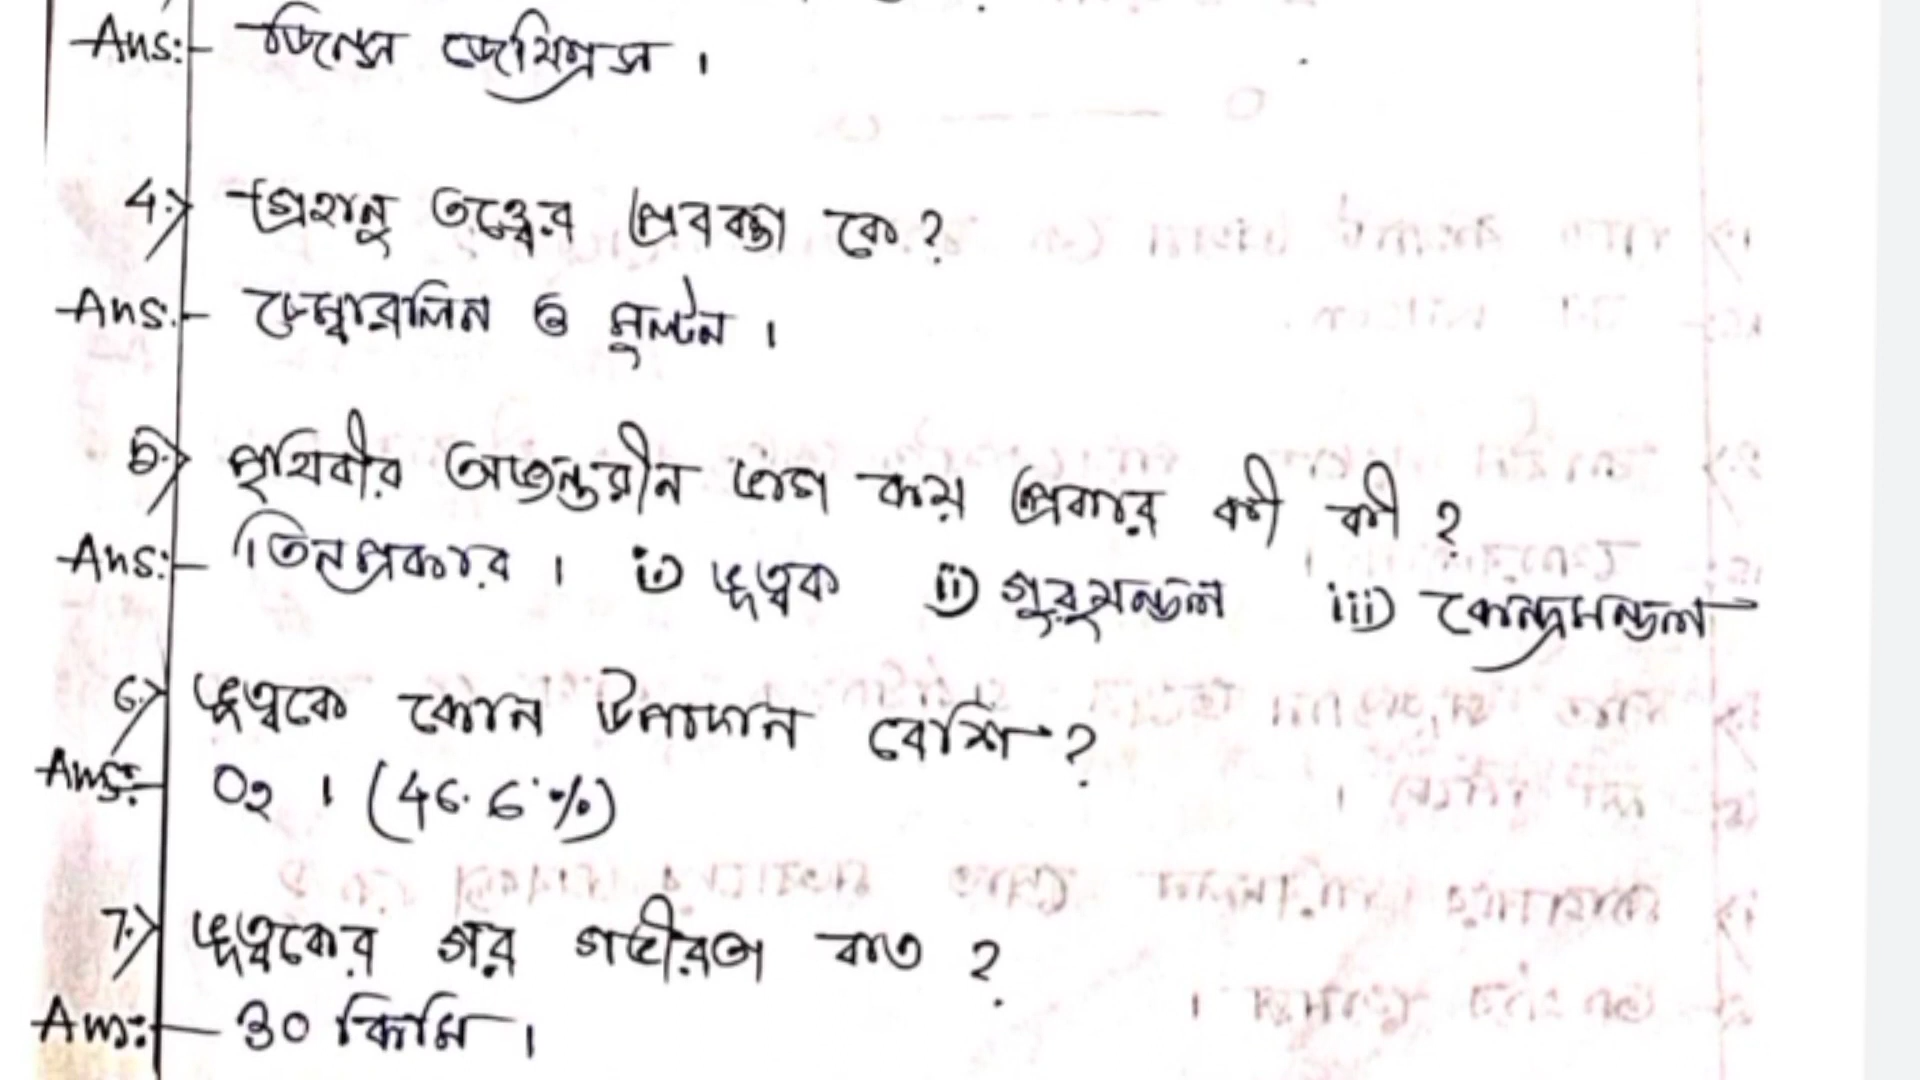 Ans:- জিনস জেফ্রিস ।
4.> গ্রহানু তত্ত্বের প্রবক্তা কে?
Ans:- চেম্বারলিন ও মুলটন ।
5.> পৃথিবীর অভ্যন্তরীন ভাগ কয় প্রকার কী কী ?
Ans:- তিনপ্রকার । i) ভূত্বক ii) গুরুমন্ডল iii) কেন্দ্রমন্ডল
6.> ভূত্বকে কোন উপাদান বেশি ?
Ans:- O2 । (46.6%)
7.> ভূত্বকের গর গভীরতা কত ?
Ans:- 30 কিমি ।